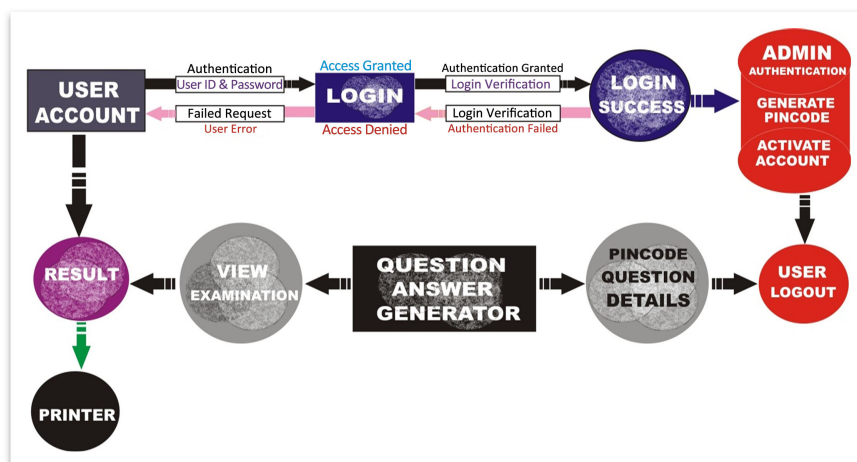 USER
ACCOUNT
Authentication
User ID & Password
Failed Request
User Error
Access Granted
LOGIN
Access Denied
Authentication Granted
Login Verification
Login Verification
Authentication Failed
LOGIN
SUCCESS
ADMIN
AUTHENTICATION
GENERATE
PINCODE
ACTIVATE
ACCOUNT
RESULT
VIEW
EXAMINATION
QUESTION
ANSWER
GENERATOR
PINCODE
QUESTION
DETAILS
USER
LOGOUT
PRINTER